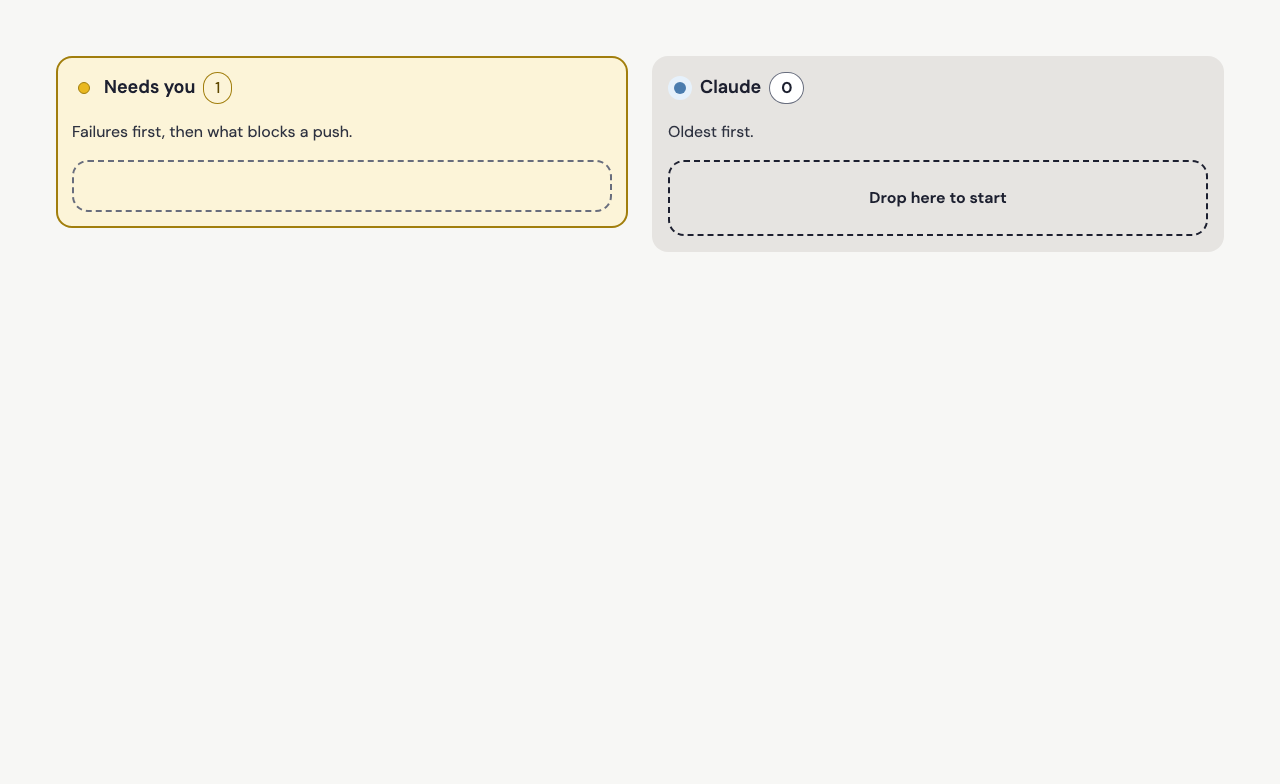 Needs you 1
Failures first, then what blocks a push.
Claude 0
Oldest first.
Drop here to start